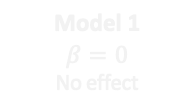 Model 1
β = 0
No effect